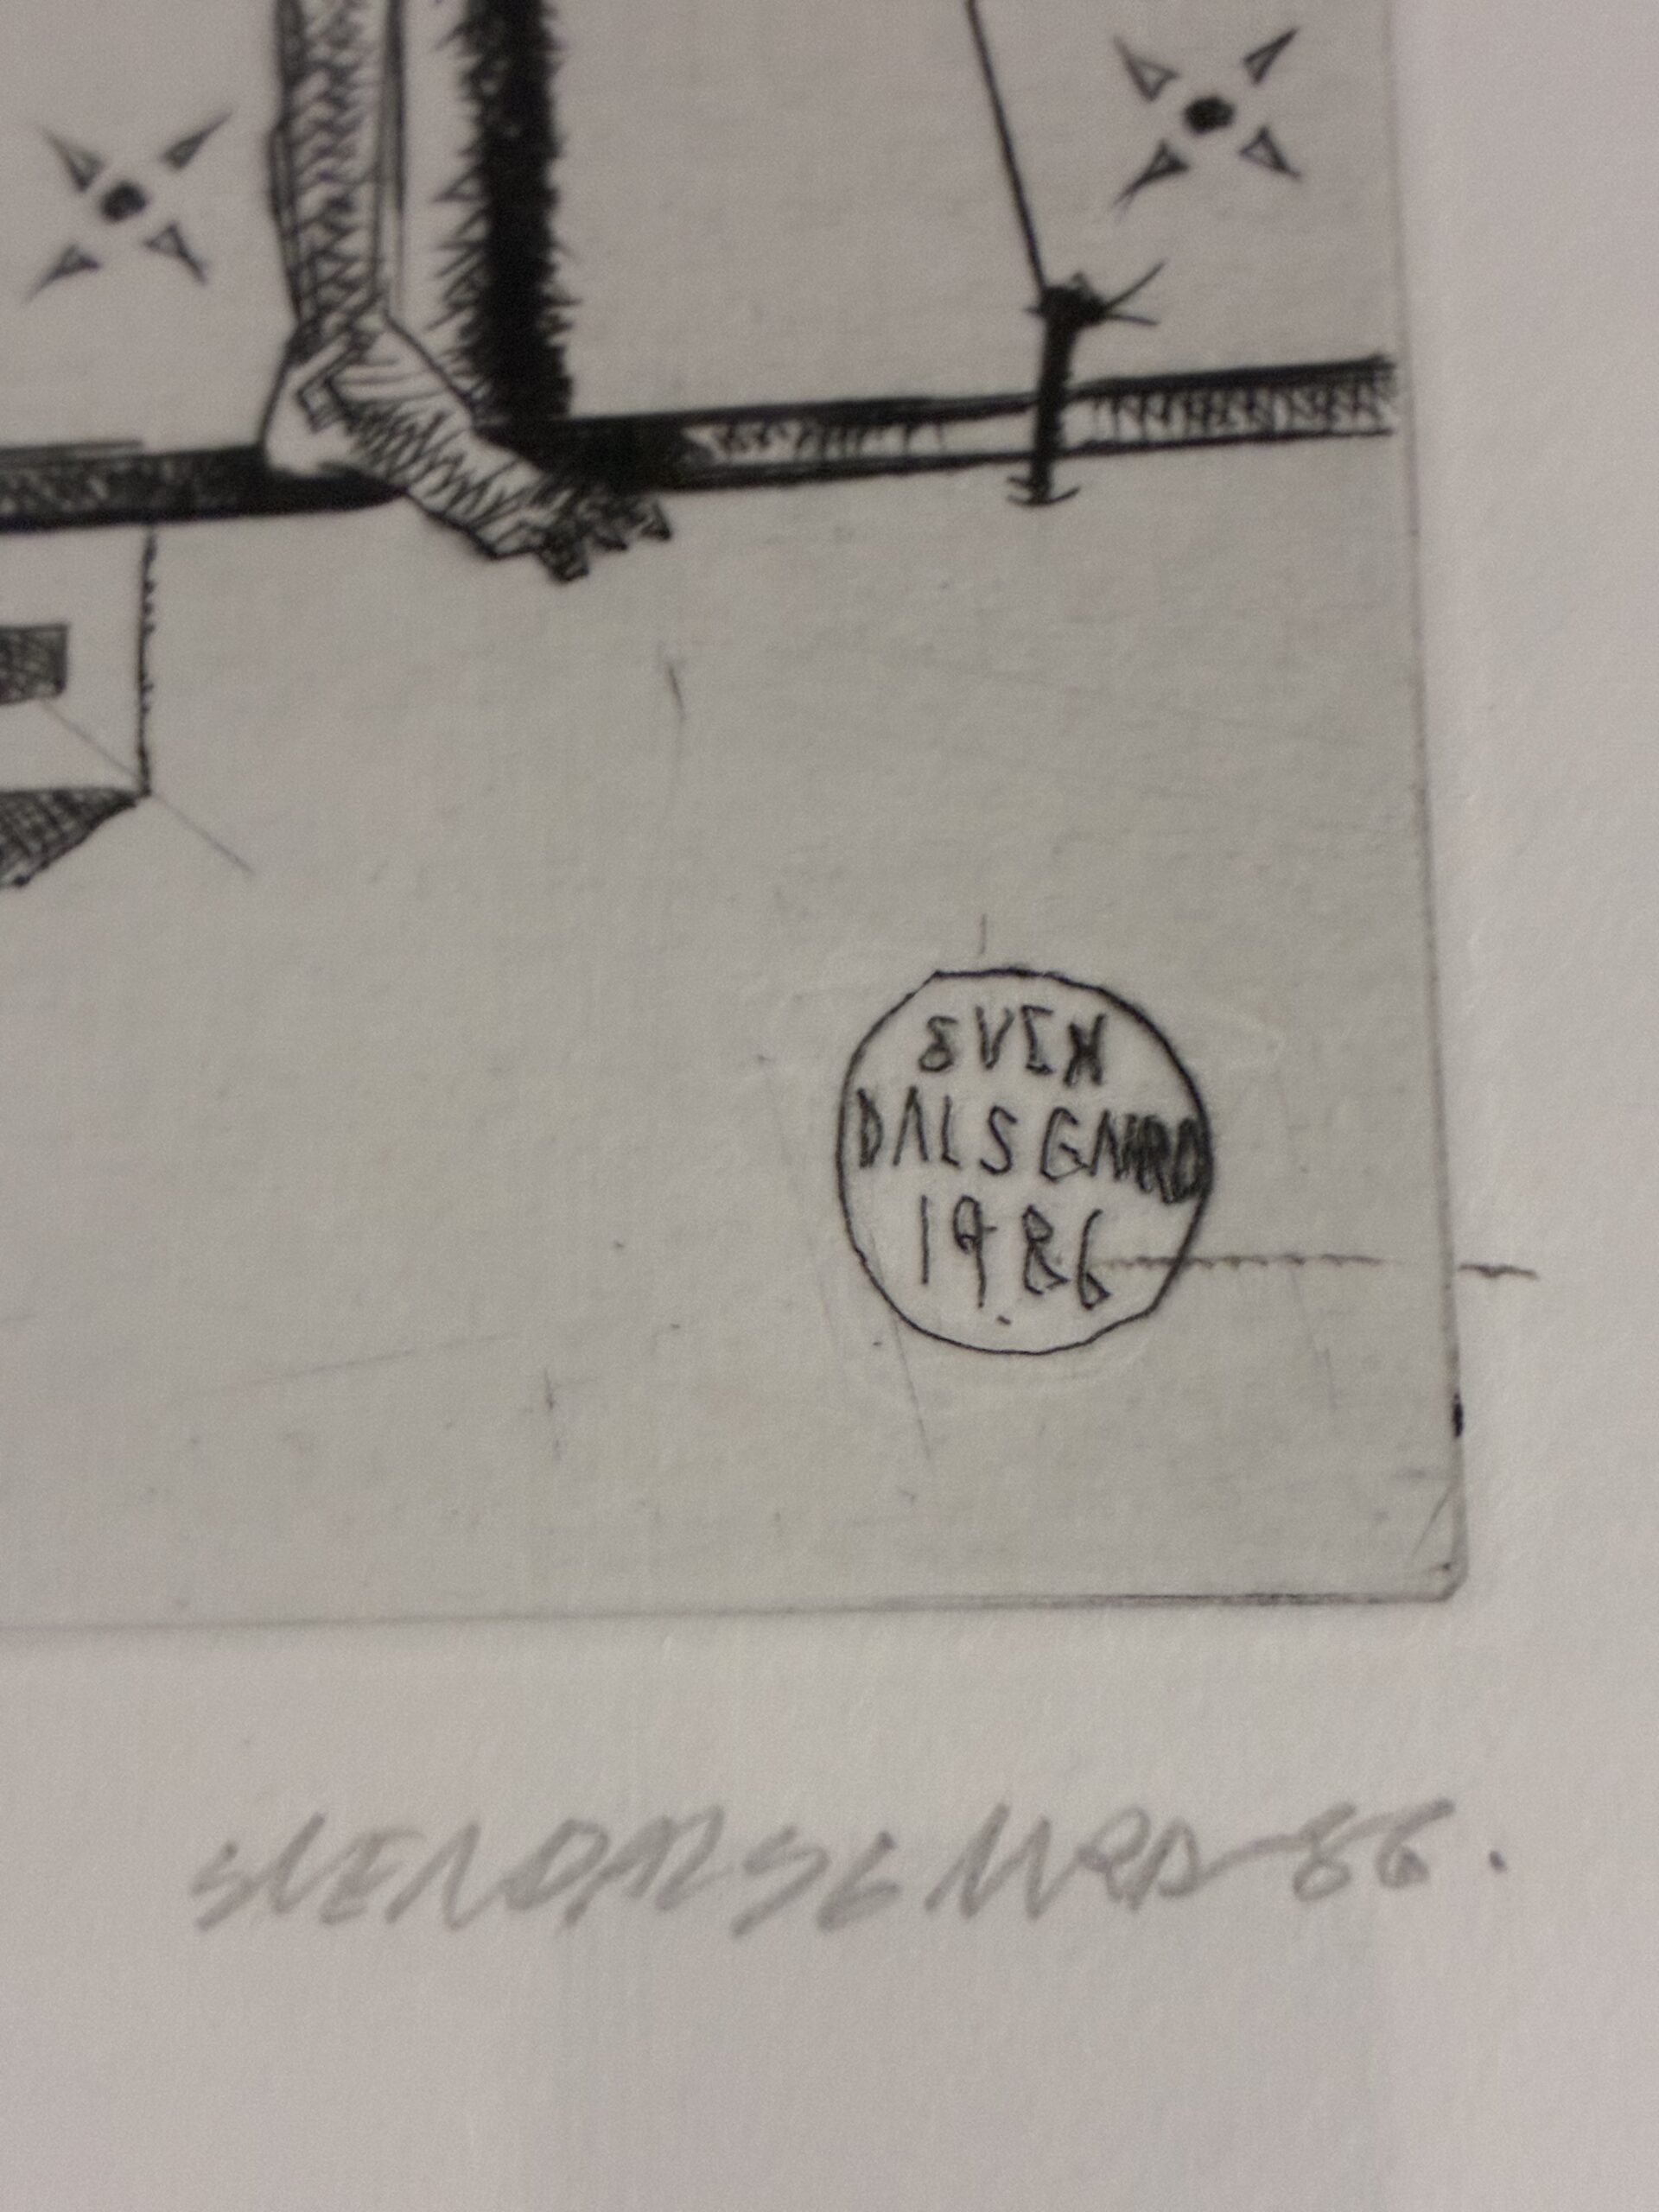 SVEN
DALSGAARD
1986
SVEN DALSGAARD 86.